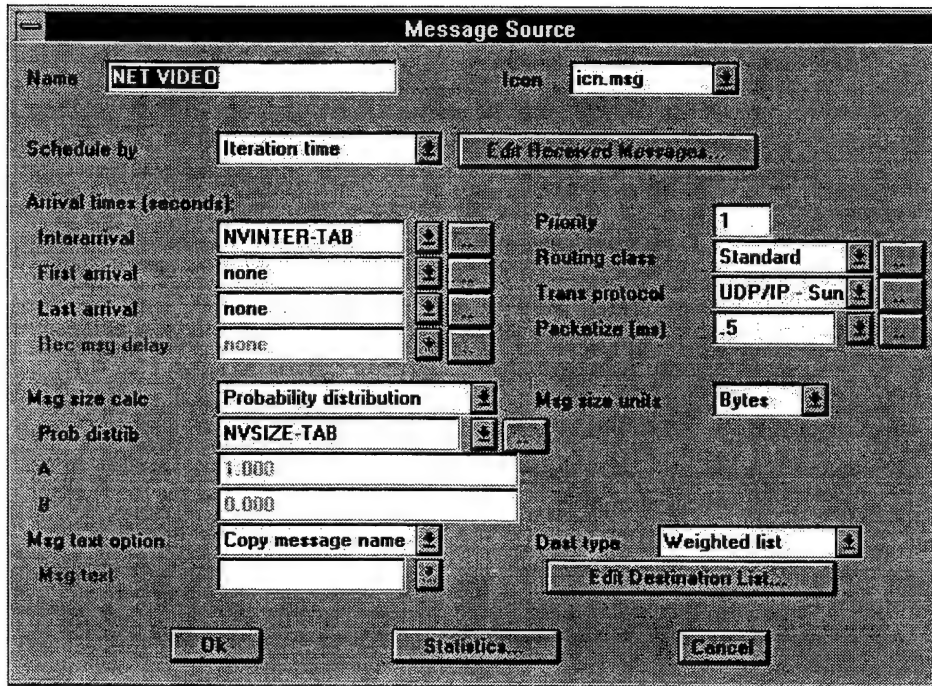 Message Source
Name NET VIDEO Icon icn.msg
Schedule by Iteration time Edit Received Messages...
Arrival times (seconds):
Interarrival NVINTER-TAB .. Priority 1
First arrival none .. Routing class Standard ..
Last arrival none .. Trans protocol UDP/IP - Sun ..
Rec msg delay none .. Packetize (ms) .5 ..
Msg size calc Probability distribution Msg size units Bytes
Prob distrib NVSIZE-TAB ..
A 1.000
B 0.000
Msg text option Copy message name Dest type Weighted list
Msg text Edit Destination List...
Ok Statistics... Cancel